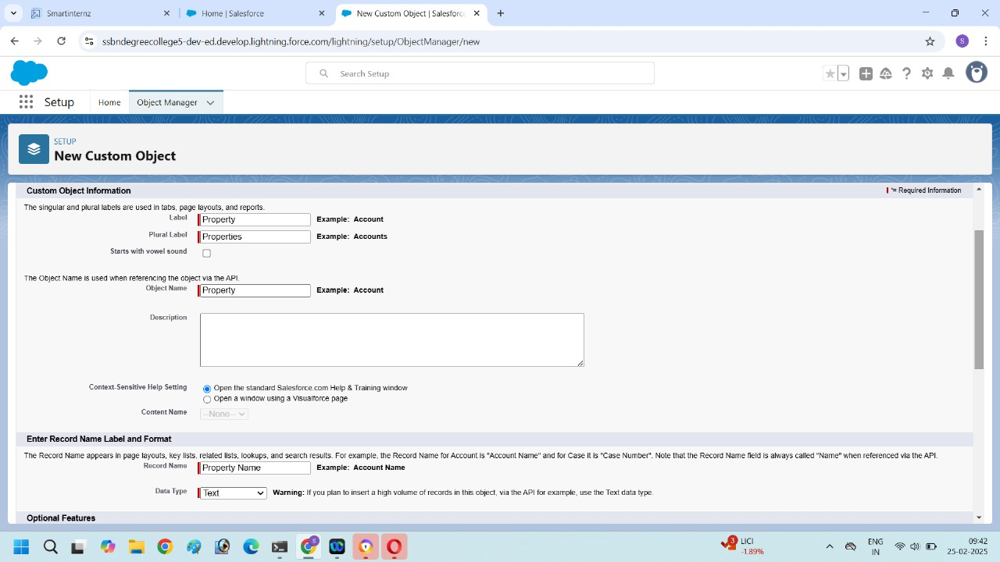 Smartinternz
Home | Salesforce
New Custom Object | Salesforc
ssbndegreecollege5-dev-ed.develop.lightning.force.com/lightning/setup/ObjectManager/new
S
Search Setup
Setup
Home
Object Manager
SETUP
New Custom Object
Custom Object Information
= Required Information
The singular and plural labels are used in tabs, page layouts, and reports.
Label Property Example: Account
Plural Label Properties Example: Accounts
Starts with vowel sound
The Object Name is used when referencing the object via the API.
Object Name Property Example: Account
Description
Context-Sensitive Help Setting Open the standard Salesforce.com Help & Training window
Open a window using a Visualforce page
Content Name --None--
Enter Record Name Label and Format
The Record Name appears in page layouts, key lists, related lists, lookups, and search results. For example, the Record Name for Account is "Account Name" and for Case it is "Case Number". Note that the Record Name field is always called "Name" when referenced via the API.
Record Name Property Name Example: Account Name
Data Type Text Warning: If you plan to insert a high volume of records in this object, via the API for example, use the Text data type.
Optional Features
S
3
LICI
-1.89%
ENG
IN
09:42
25-02-2025